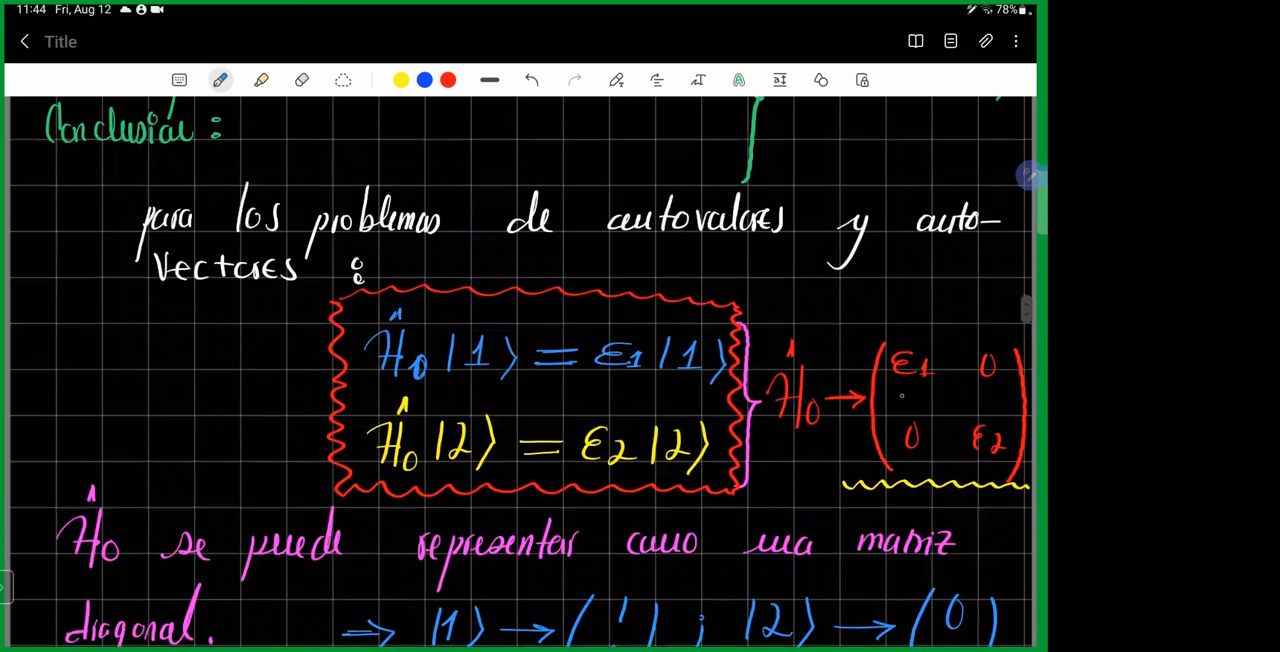 11:44 Fri, Aug 12
78%
Title
Conclusión :
para los problemas de autovalores y auto-
vectores :
Ĥ₀ |1⟩ = ε₁ |1⟩
Ĥ₀ |2⟩ = ε₂ |2⟩
Ĥ₀ → ( ε₁ 0
0 ε₂ )
Ĥ₀ se puede representar como una matriz
diagonal. ⇒ |1⟩ → ( 1 ) ; |2⟩ → ( 0 )